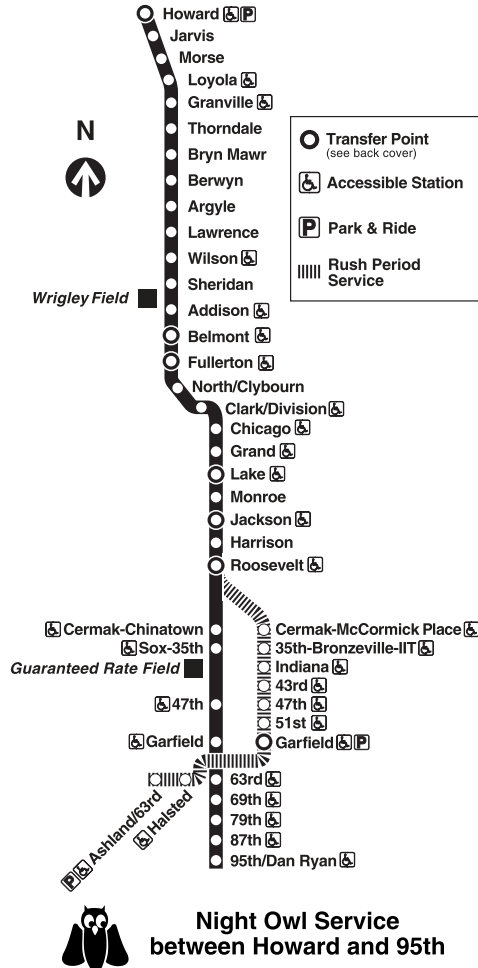 Howard P
Jarvis
Morse
Loyola
Granville
N
Thorndale
Transfer Point
(see back cover)
Bryn Mawr
Berwyn
Accessible Station
Argyle
P Park & Ride
Lawrence
Wilson
Rush Period
Service
Sheridan
Wrigley Field
Addison
Belmont
Fullerton
North/Clybourn
Clark/Division
Chicago
Grand
Lake
Monroe
Jackson
Harrison
Roosevelt
Cermak-Chinatown
Cermak-McCormick Place
Sox-35th
35th-Bronzeville-IIT
Guaranteed Rate Field
Indiana
43rd
47th
47th
51st
Garfield
Garfield P
63rd
P Ashland/63rd
Halsted
69th
79th
87th
95th/Dan Ryan
Night Owl Service
between Howard and 95th